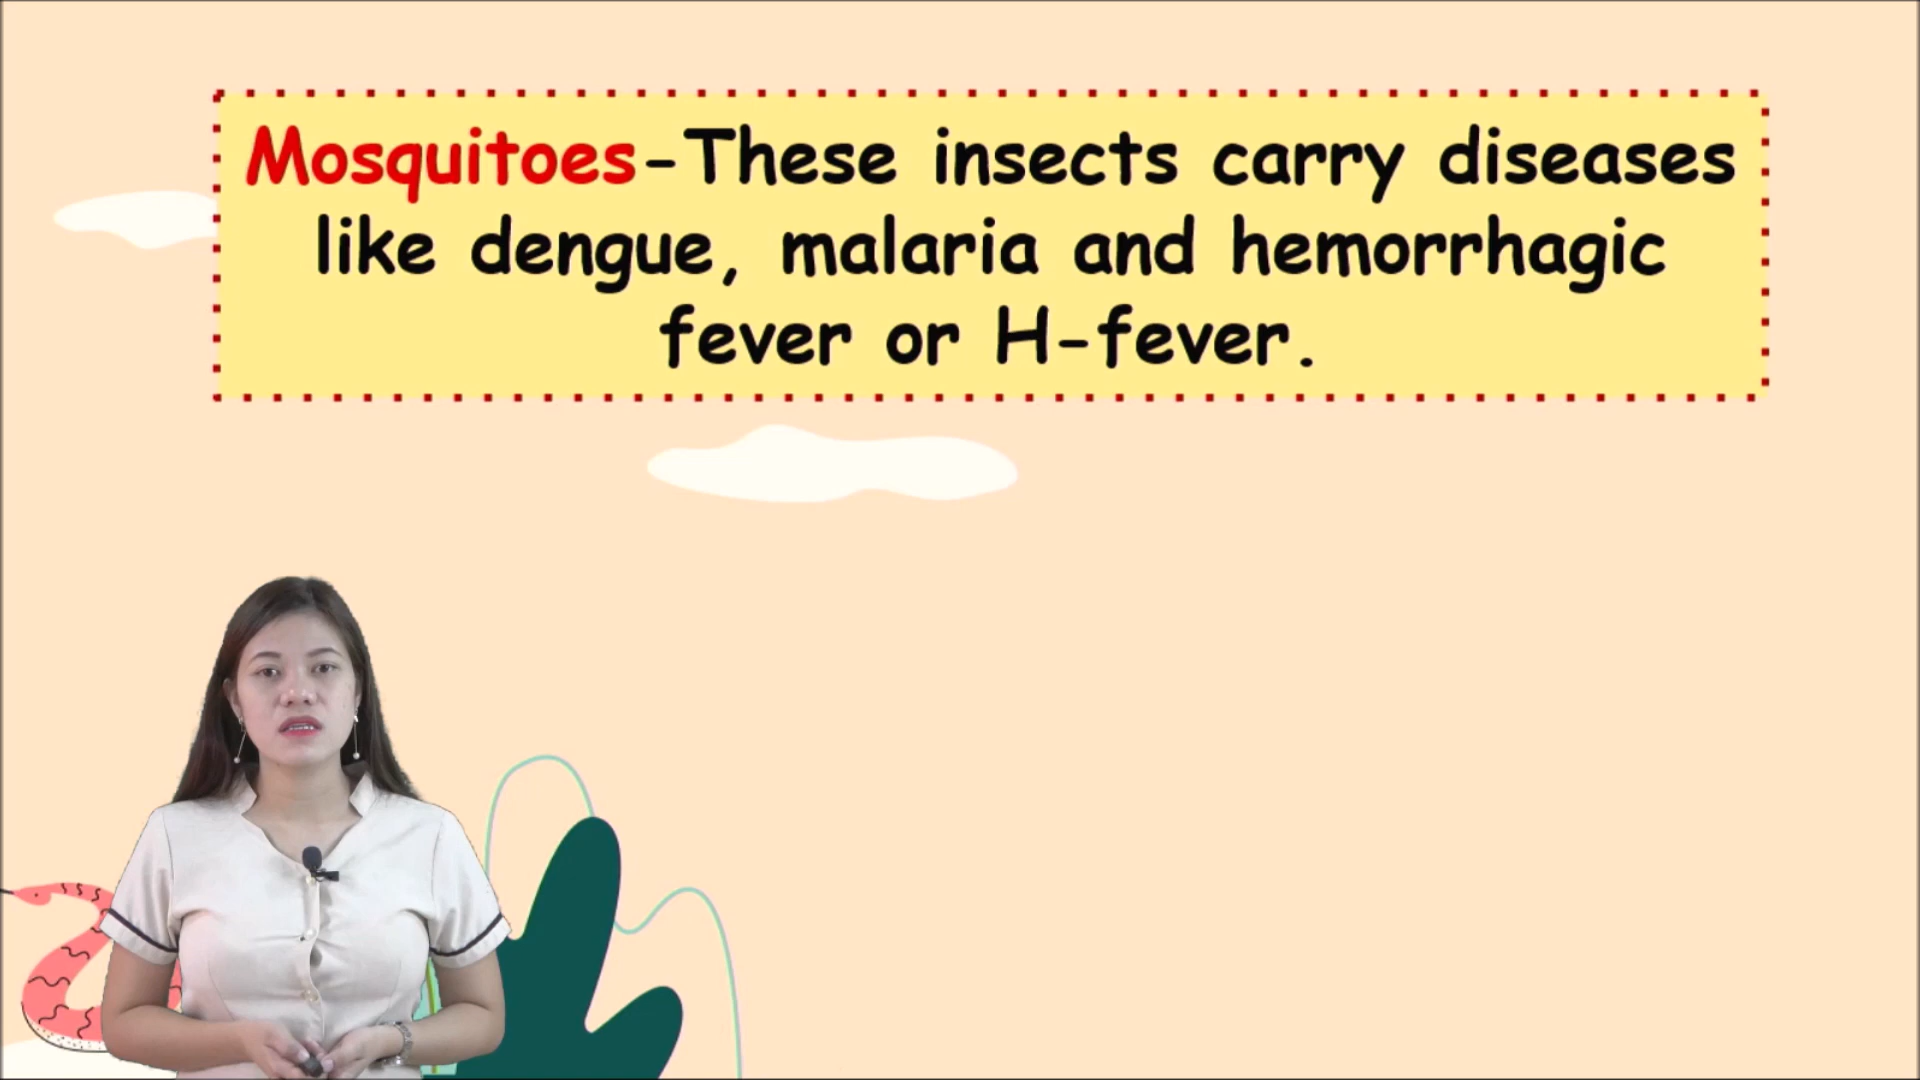 Mosquitoes-These insects carry diseases
like dengue, malaria and hemorrhagic
fever or H-fever.